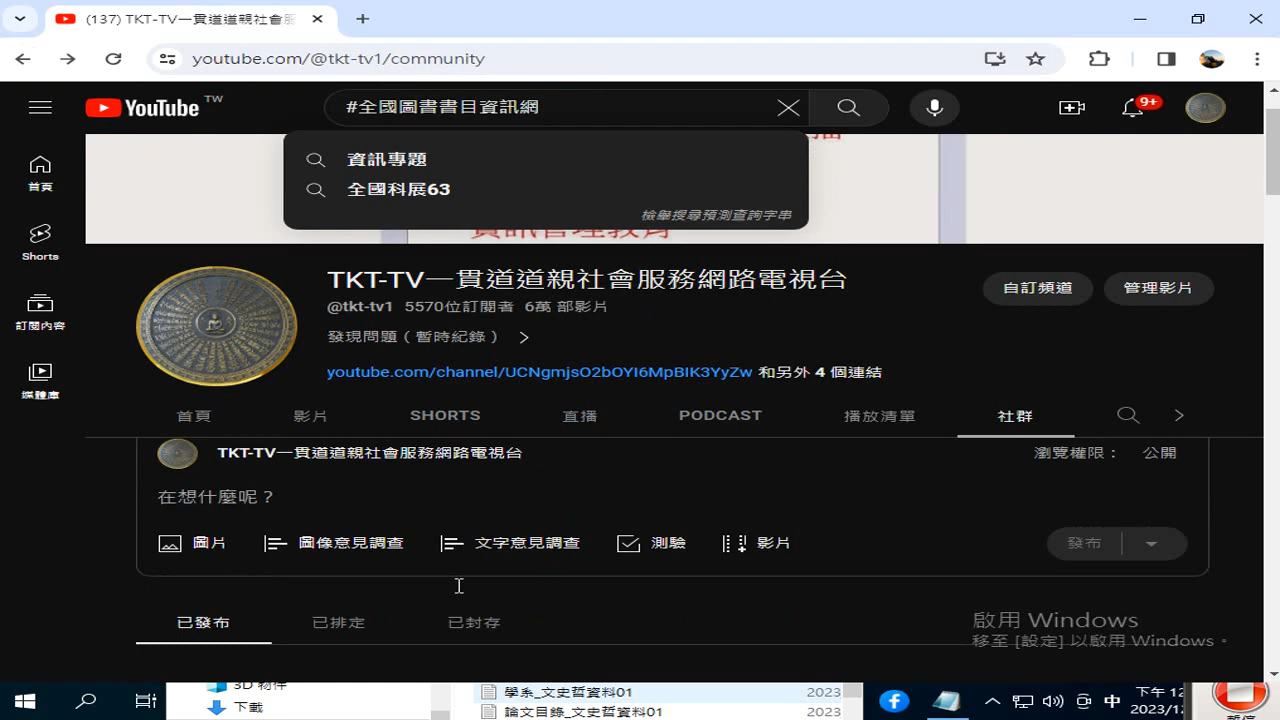 (137) TKT-TV一貫道道親社會服
youtube.com/@tkt-tv1/community
YouTube TW
#全國圖書書目資訊網
9+
資訊專題
全國科展63
檢舉搜尋預測查詢字串
資訊管理教育
首頁
Shorts
訂閱內容
媒體庫
TKT-TV一貫道道親社會服務網路電視台
@tkt-tv1 5570位訂閱者 6萬 部影片
發現問題（暫時紀錄）
youtube.com/channel/UCNgmjsO2bOYI6MpBIK3YyZw 和另外 4 個連結
自訂頻道
管理影片
首頁 影片 SHORTS 直播 PODCAST 播放清單 社群
TKT-TV一貫道道親社會服務網路電視台
瀏覽權限： 公開
在想什麼呢？
圖片 圖像意見調查 文字意見調查 測驗 影片 發布
已發布 已排定 已封存
啟用 Windows
移至 [設定] 以啟用 Windows。
3D 物件
下載
學系_文史哲資料01 2023
論文目錄_文史哲資料01 2023
中
下午 12
2023/12